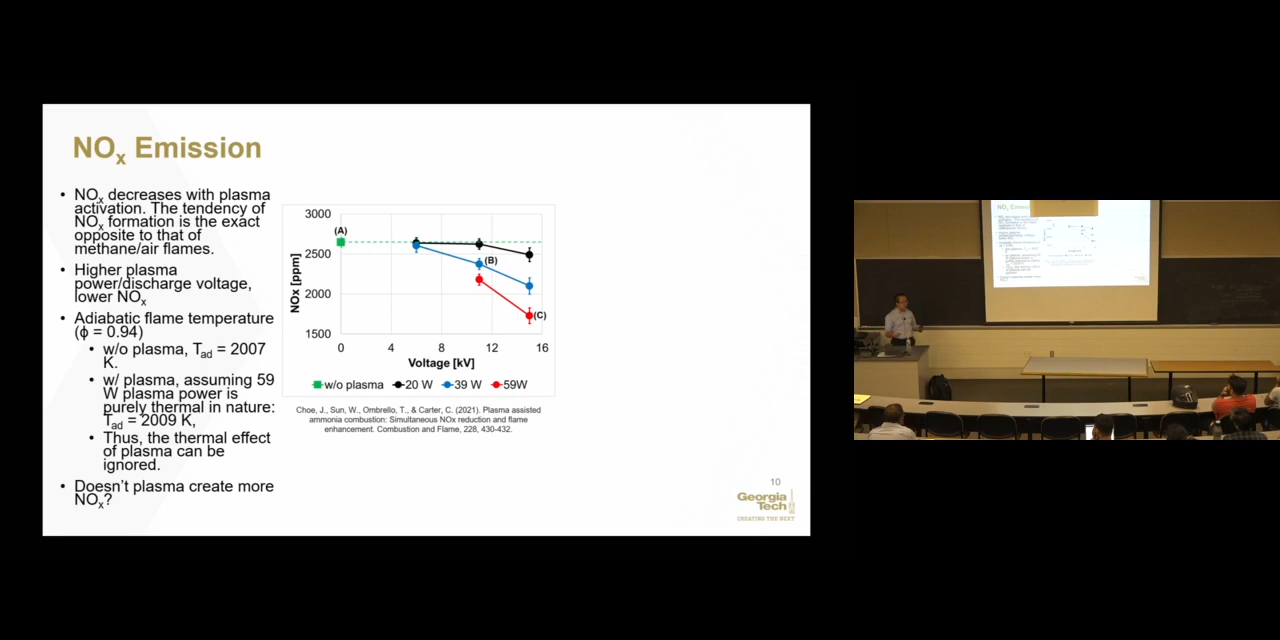 NOx Emission
• NOx decreases with plasma
activation. The tendency of
NOx formation is the exact
opposite to that of
methane/air flames.
• Higher plasma
power/discharge voltage,
lower NOx
• Adiabatic flame temperature
(ϕ = 0.94)
• w/o plasma, Tad = 2007
K.
• w/ plasma, assuming 59
W plasma power is
purely thermal in nature:
Tad = 2009 K,
• Thus, the thermal effect
of plasma can be
ignored.
• Doesn't plasma create more
NOx?
3000
2500
2000
1500
NOx [ppm]
(A)
(B)
(C)
0 4 8 12 16
Voltage [kV]
w/o plasma 20 W 39 W 59W
Choe, J., Sun, W., Ombrello, T., & Carter, C. (2021). Plasma assisted
ammonia combustion: Simultaneous NOx reduction and flame
enhancement. Combustion and Flame, 228, 430-432.
10
Georgia
Tech
CREATING THE NEXT